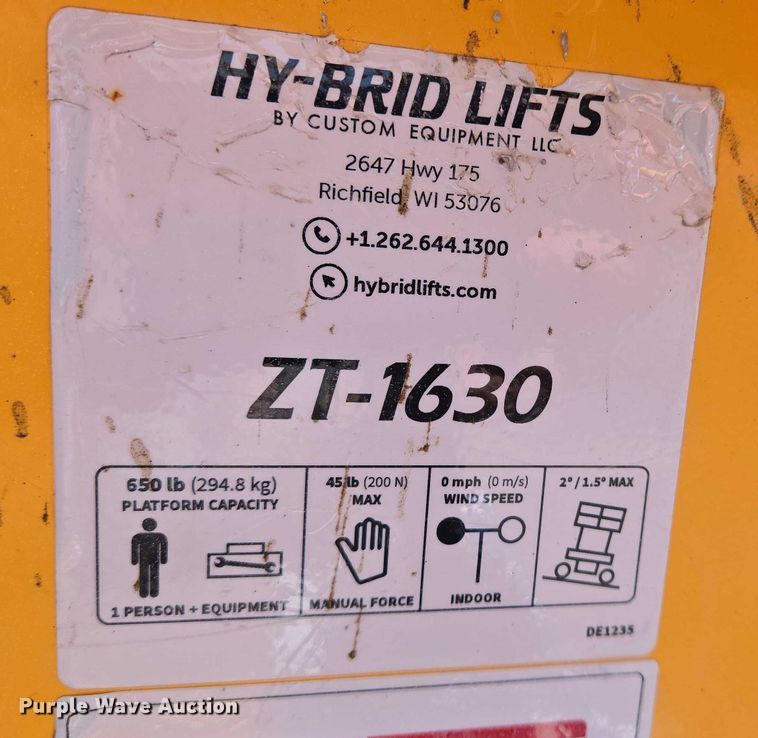 HY-BRID LIFTS
BY CUSTOM EQUIPMENT LLC
2647 Hwy 175
Richfield, WI 53076
+1.262.644.1300
hybridlifts.com
ZT-1630
650 lb (294.8 kg)
PLATFORM CAPACITY
1 PERSON + EQUIPMENT
45 lb (200 N)
MAX
MANUAL FORCE
0 mph (0 m/s)
WIND SPEED
INDOOR
2° / 1.5° MAX
DE1235
Purple Wave Auction